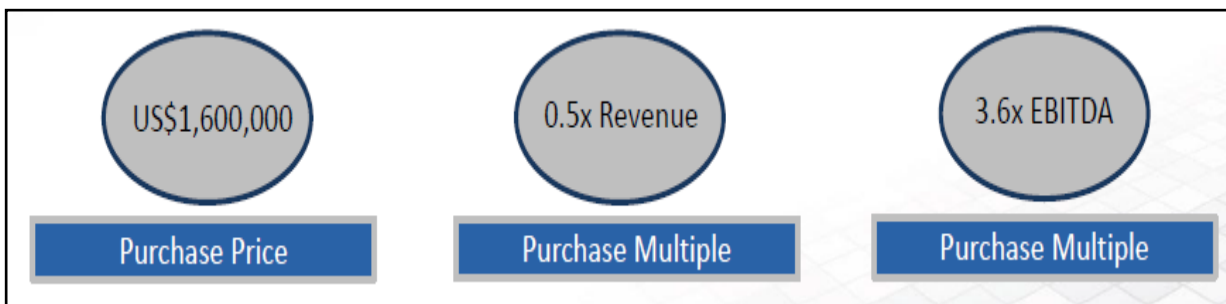 US$1,600,000
0.5x Revenue
3.6x EBITDA
Purchase Price
Purchase Multiple
Purchase Multiple